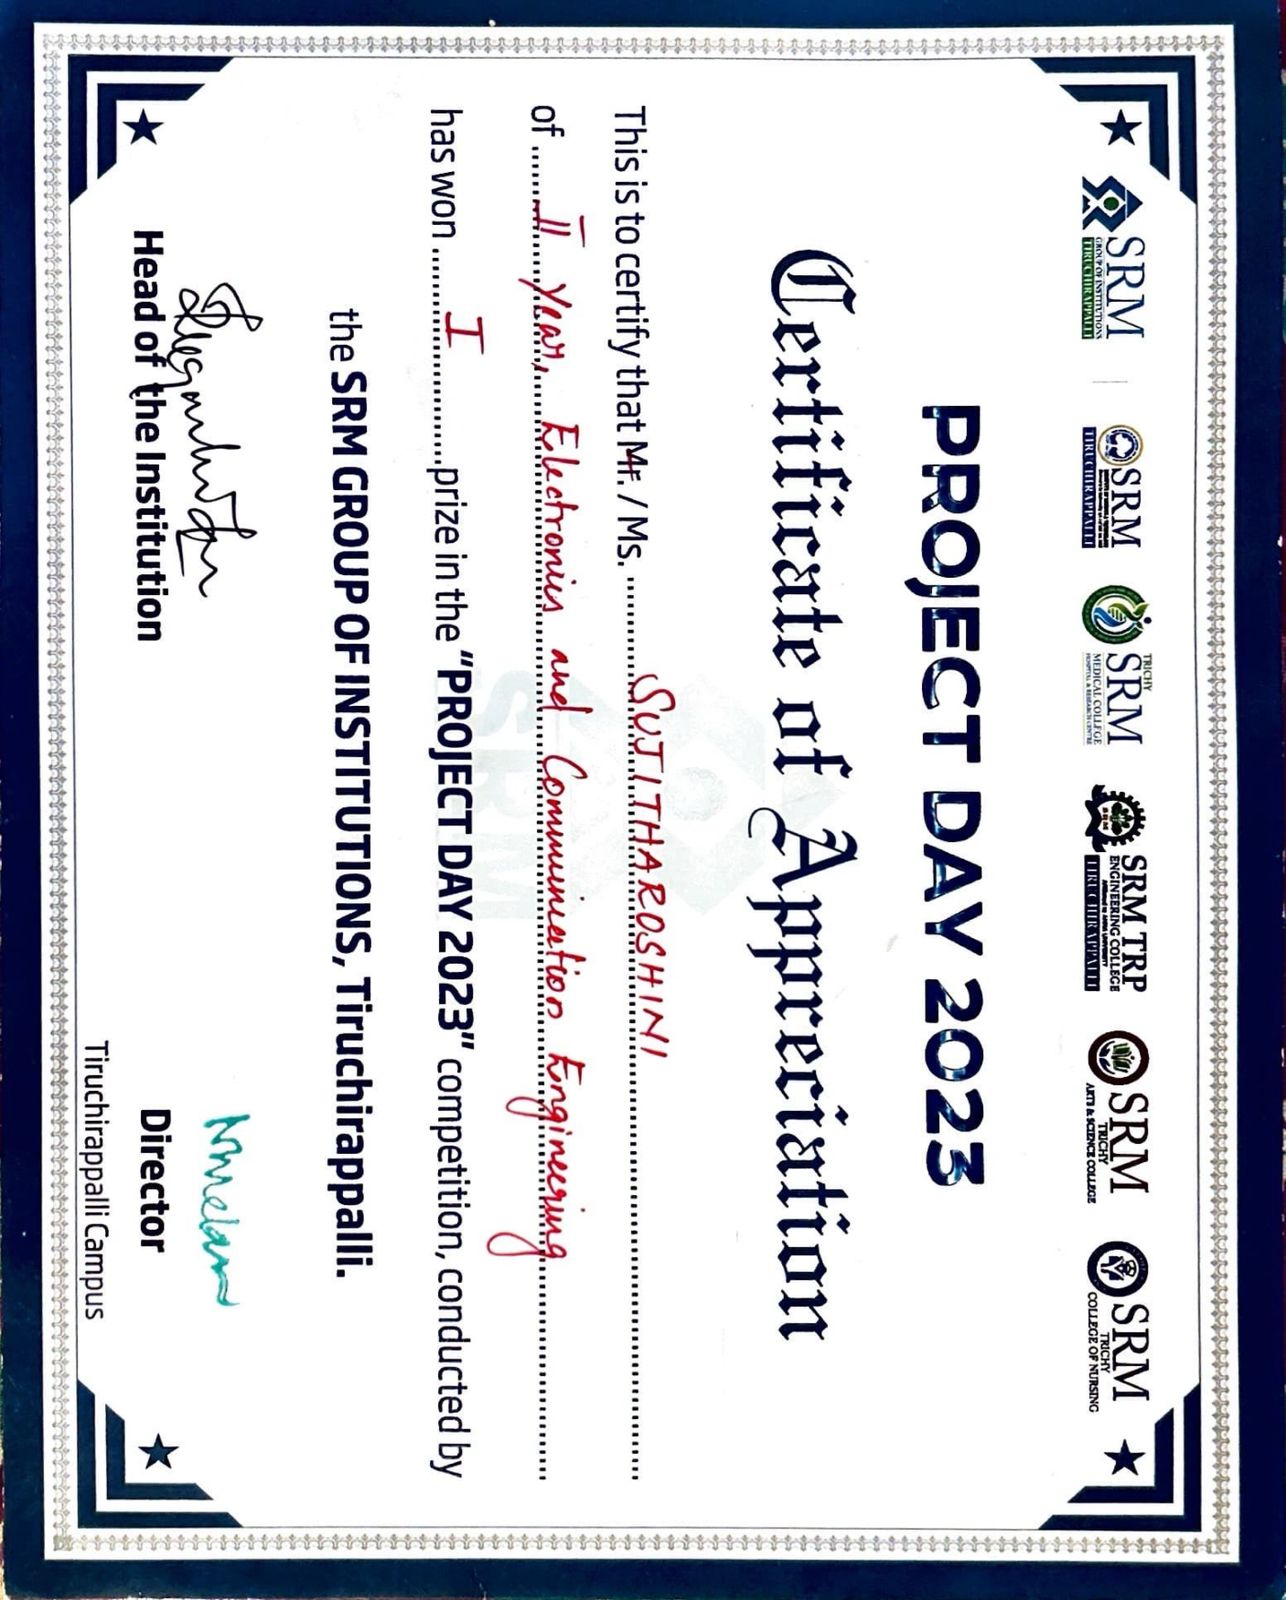 SRM
GROUP OF INSTITUTIONS
TIRUCHIRAPPALLI
SRM
TIRUCHIRAPPALLI
TRICHY
SRM
MEDICAL COLLEGE
HOSPITAL & RESEARCH CENTRE
SRM TRP
ENGINEERING COLLEGE
TIRUCHIRAPPALLI
SRM
TRICHY
ARTS & SCIENCE COLLEGE
SRM
TRICHY
COLLEGE OF NURSING
PROJECT DAY 2023
Certificate of Appreciation
This is to certify that Mr. / Ms. SUJITHAROSHINI
of II Year, Electronics and Communication Engineering
has won I prize in the "PROJECT DAY 2023" competition, conducted by
the SRM GROUP OF INSTITUTIONS, Tiruchirappalli.
Head of the Institution
Director
Tiruchirappalli Campus